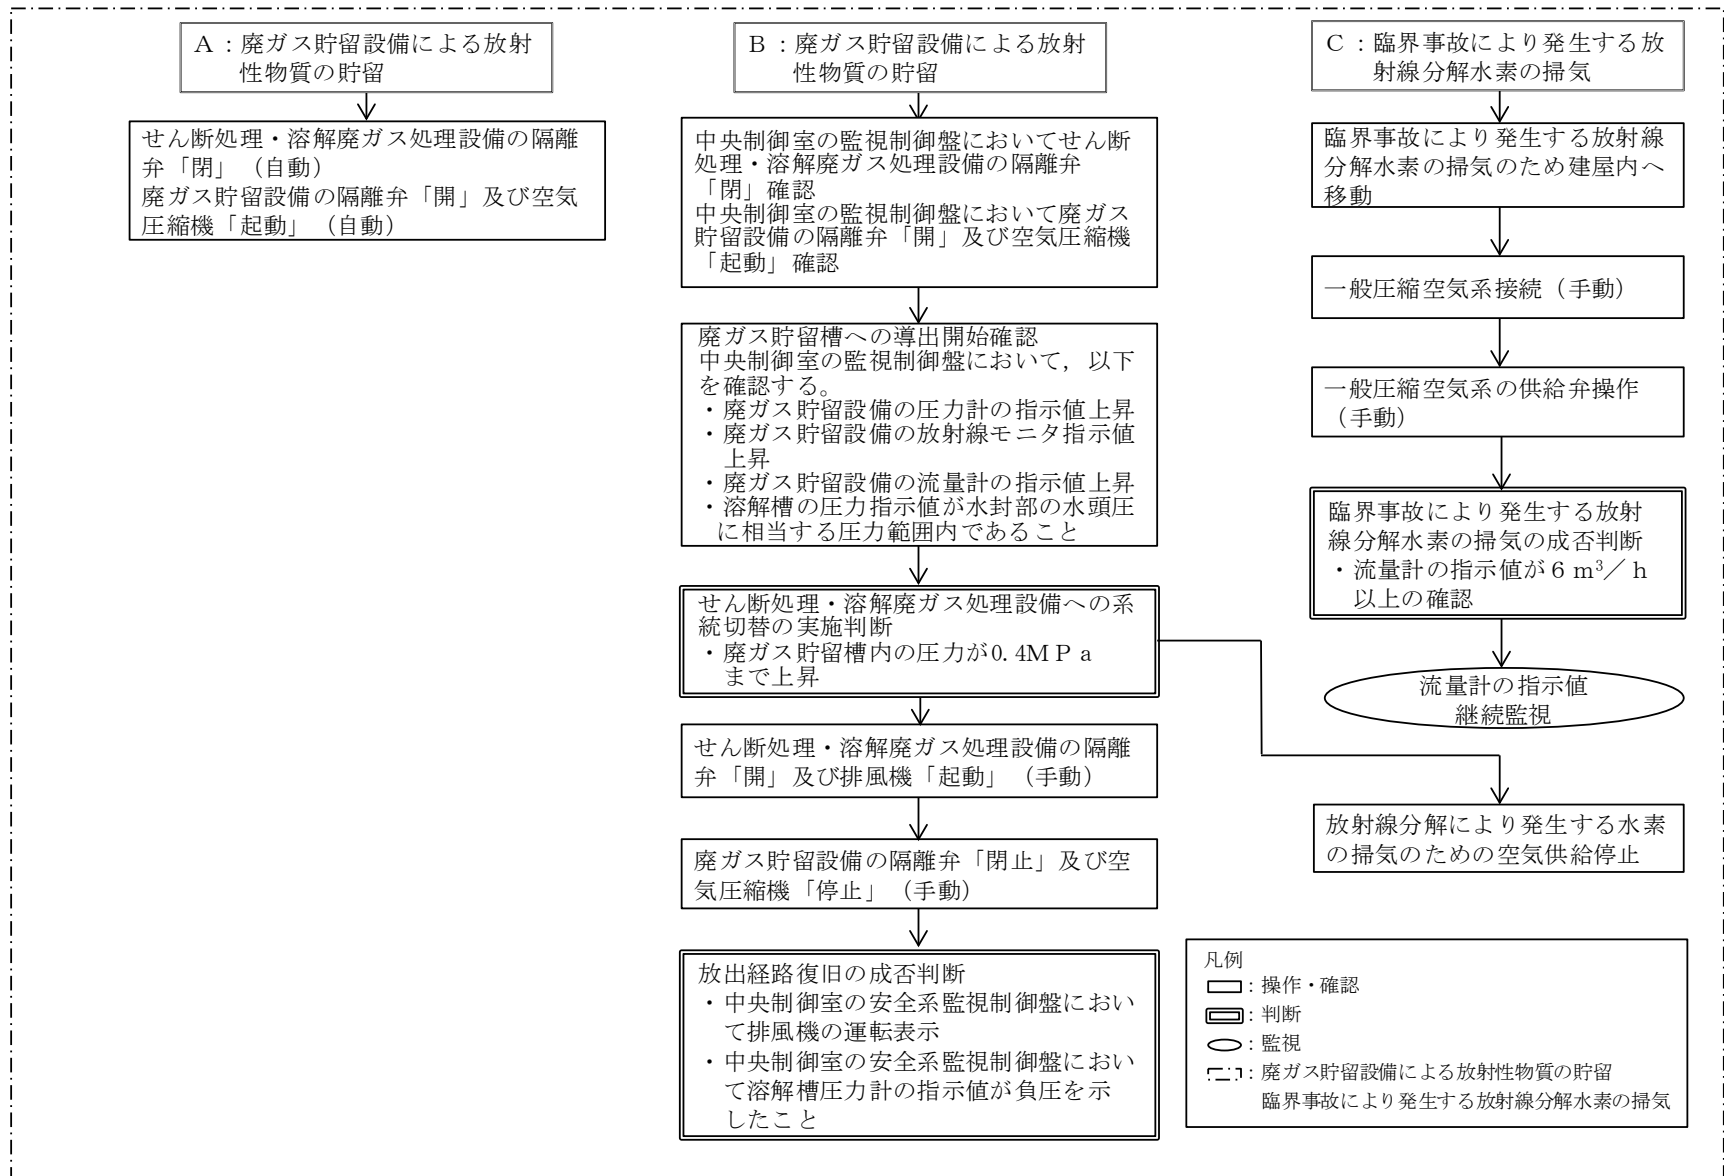 Ａ：廃ガス貯留設備による放射
性物質の貯留
せん断処理・溶解廃ガス処理設備の隔離
弁「閉」（自動）
廃ガス貯留設備の隔離弁「開」及び空気
圧縮機「起動」（自動）
Ｂ：廃ガス貯留設備による放射
性物質の貯留
中央制御室の監視制御盤においてせん断
処理・溶解廃ガス処理設備の隔離弁
「閉」確認
中央制御室の監視制御盤において廃ガス
貯留設備の隔離弁「開」及び空気圧縮機
「起動」確認
廃ガス貯留槽への導出開始確認
中央制御室の監視制御盤において，以下
を確認する。
・廃ガス貯留設備の圧力計の指示値上昇
・廃ガス貯留設備の放射線モニタ指示値
上昇
・廃ガス貯留設備の流量計の指示値上昇
・溶解槽の圧力指示値が水封部の水頭圧
に相当する圧力範囲内であること
せん断処理・溶解廃ガス処理設備への系
統切替の実施判断
・廃ガス貯留槽内の圧力が0.4ＭＰａ
まで上昇
せん断処理・溶解廃ガス処理設備の隔離
弁「開」及び排風機「起動」（手動）
廃ガス貯留設備の隔離弁「閉止」及び空
気圧縮機「停止」（手動）
放出経路復旧の成否判断
・中央制御室の安全系監視制御盤におい
て排風機の運転表示
・中央制御室の安全系監視制御盤におい
て溶解槽圧力計の指示値が負圧を示
したこと
Ｃ：臨界事故により発生する放
射線分解水素の掃気
臨界事故により発生する放射線
分解水素の掃気のため建屋内へ
移動
一般圧縮空気系接続（手動）
一般圧縮空気系の供給弁操作
（手動）
臨界事故により発生する放射
線分解水素の掃気の成否判断
・流量計の指示値が６ｍ³／ｈ
以上の確認
流量計の指示値
継続監視
放射線分解により発生する水素
の掃気のための空気供給停止
凡例
：操作・確認
：判断
：監視
：廃ガス貯留設備による放射性物質の貯留
臨界事故により発生する放射線分解水素の掃気